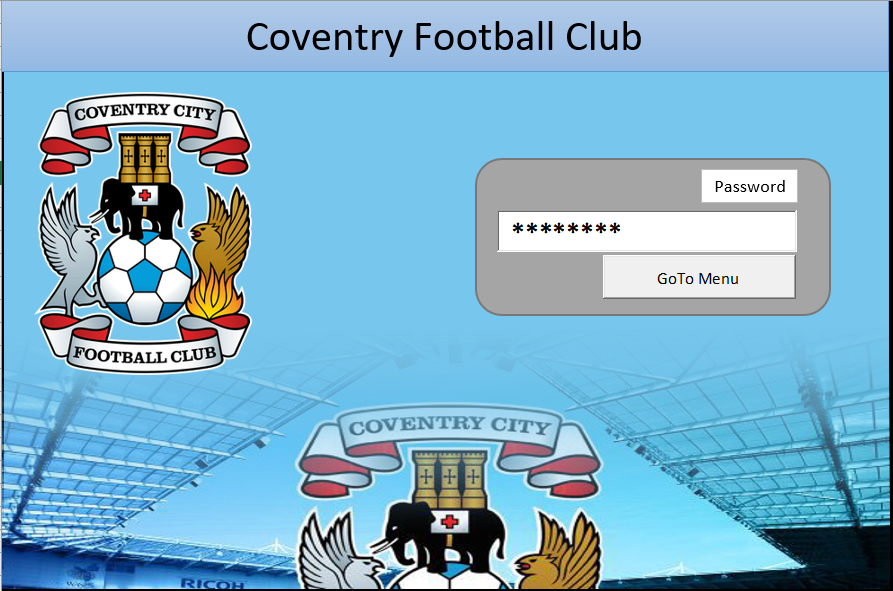 Coventry Football Club
COVENTRY CITY
Password
********
GoTo Menu
FOOTBALL CLUB
COVENTRY CITY
RICOH